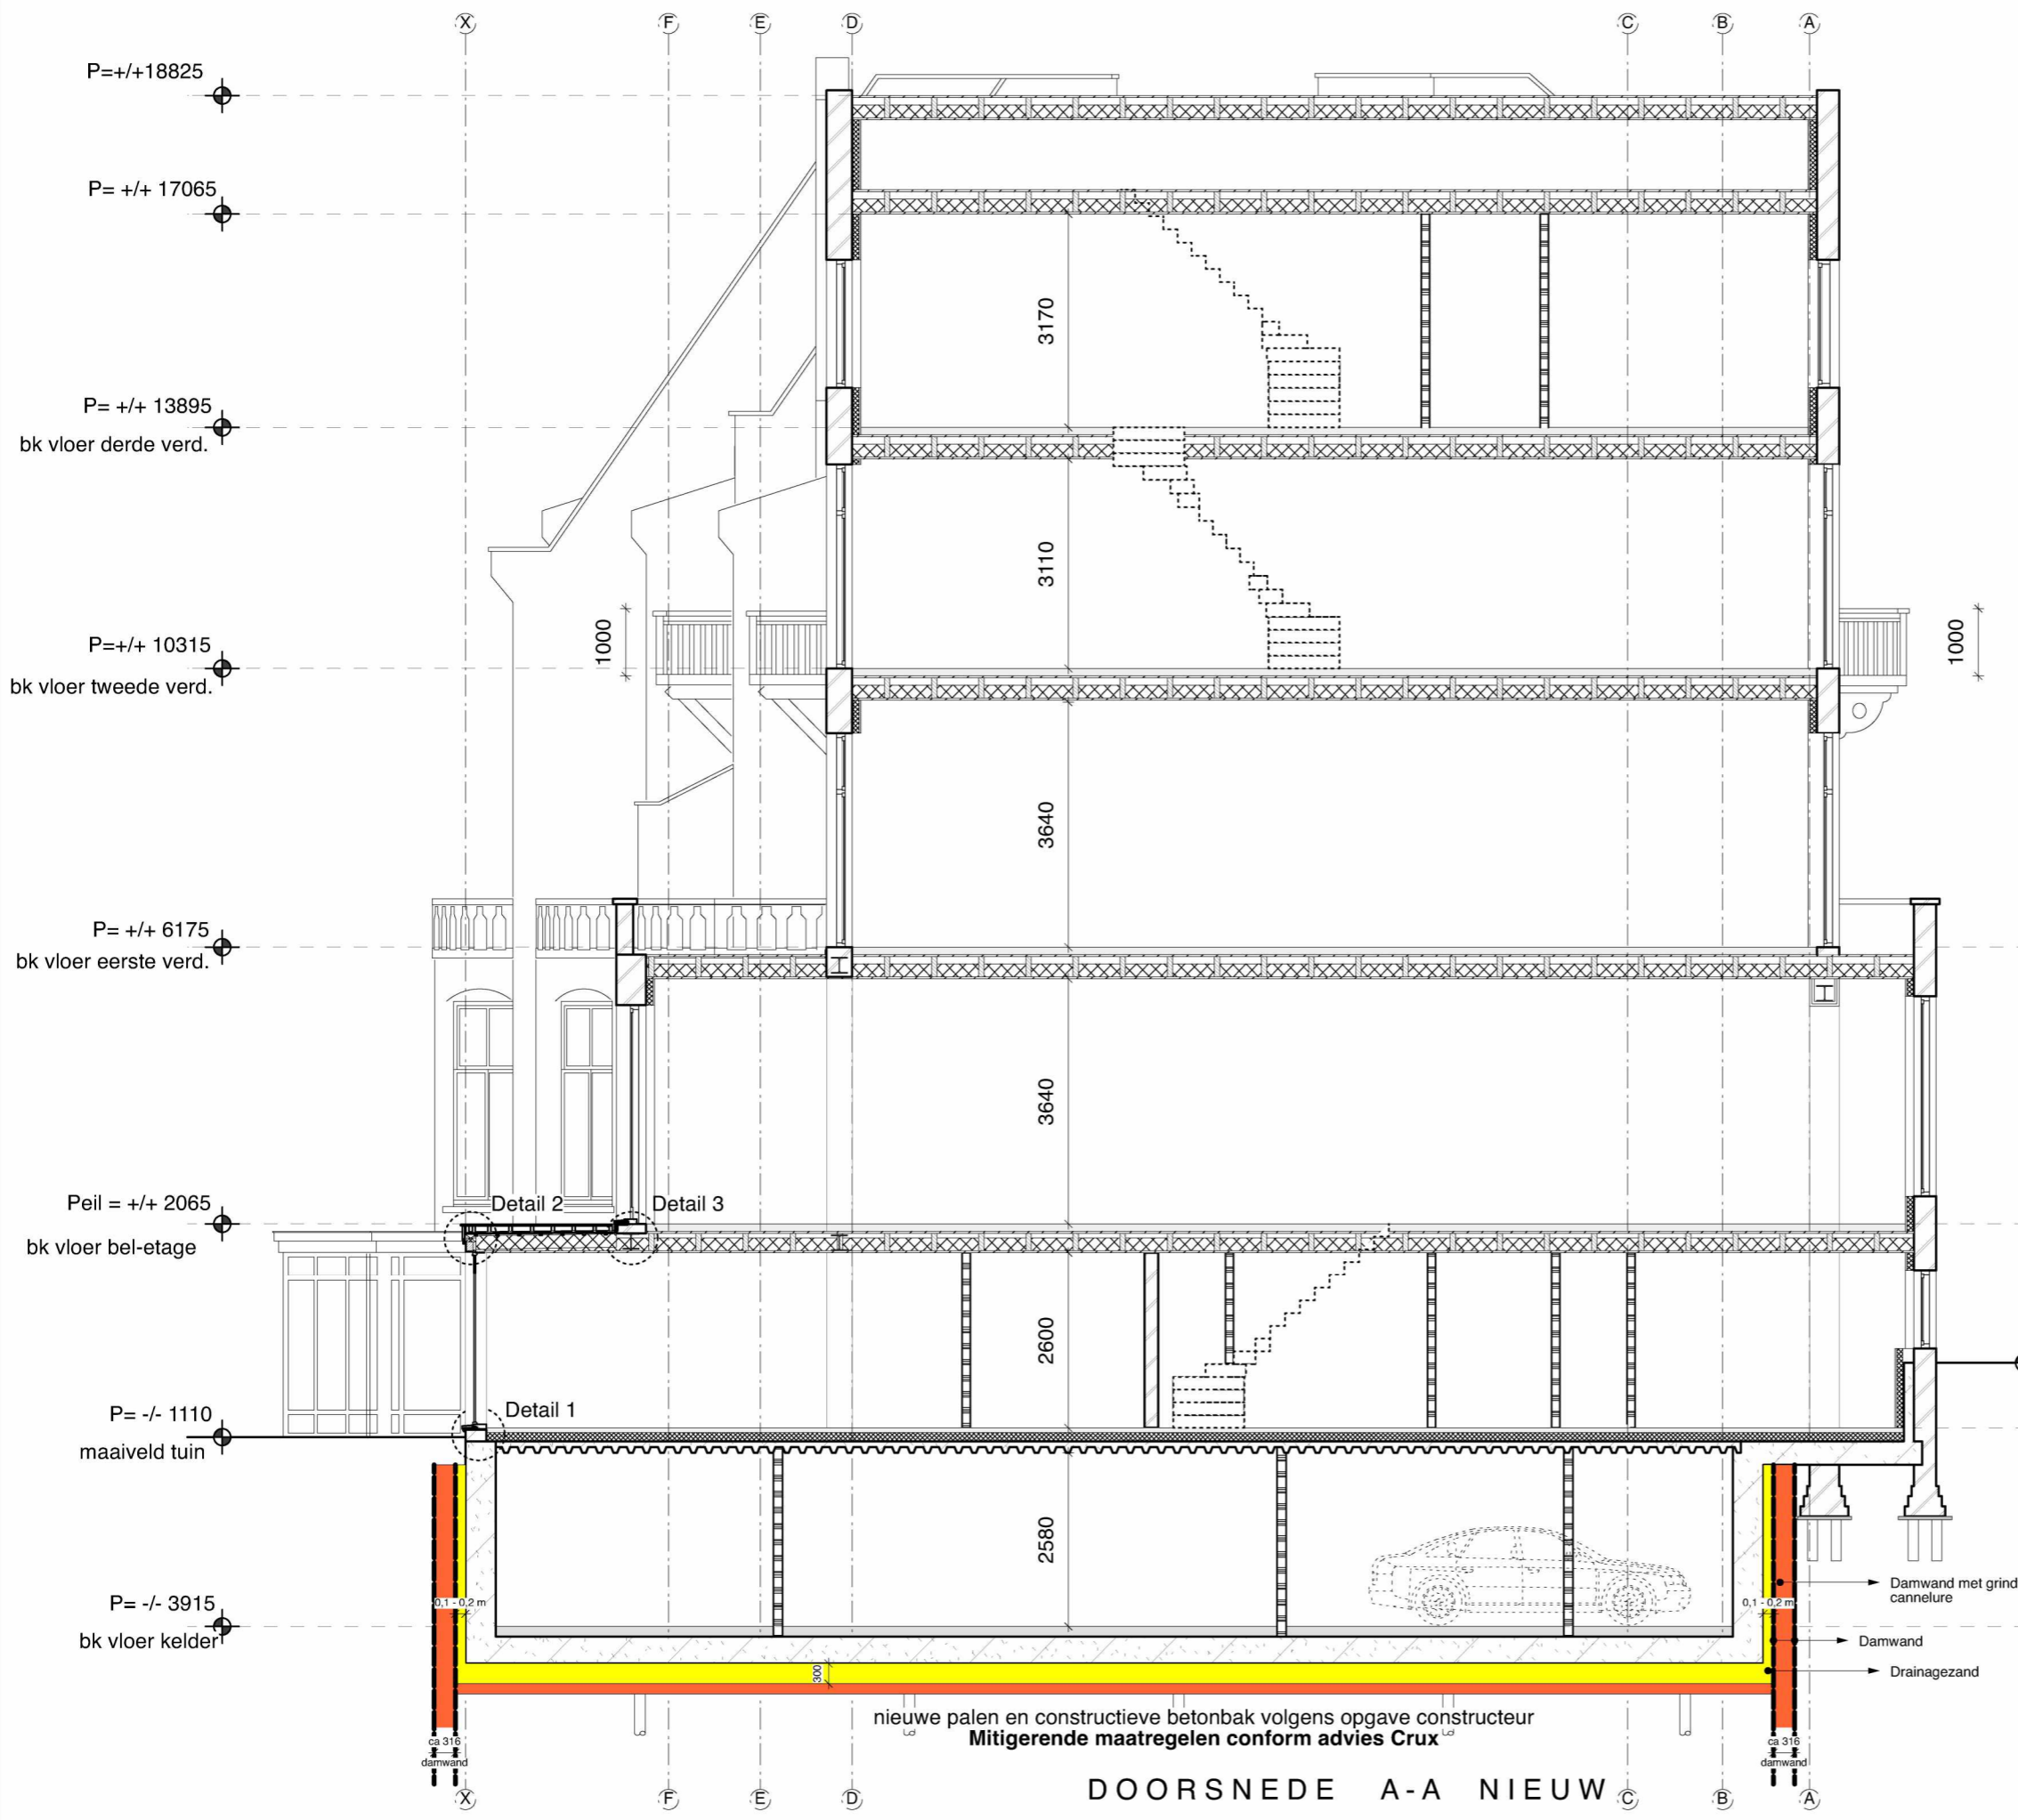 X F E D C B A
P=+/+18825
P= +/+ 17065
3170
P= +/+ 13895
bk vloer derde verd.
3110
1000
1000
P=+/+ 10315
bk vloer tweede verd.
3640
P= +/+ 6175
bk vloer eerste verd.
3640
Peil = +/+ 2065
Detail 2
Detail 3
bk vloer bel-etage
2600
P= -/- 1110
Detail 1
maaiveld tuin
2580
Damwand met grind
cannelure
P= -/- 3915
0,1 - 0,2 m
0,1 - 0,2 m
bk vloer kelder
Damwand
Drainagezand
300
nieuwe palen en constructieve betonbak volgens opgave constructeur
Mitigerende maatregelen conform advies Crux
ca 316
damwand
ca 316
damwand
DOORSNEDE A-A NIEUW
X F E D C B A